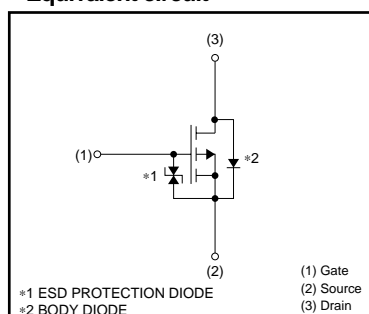 Equivalent circuit
(3)
(1)
∗1
∗2
(2)
∗1 ESD PROTECTION DIODE
∗2 BODY DIODE
(1) Gate
(2) Source
(3) Drain